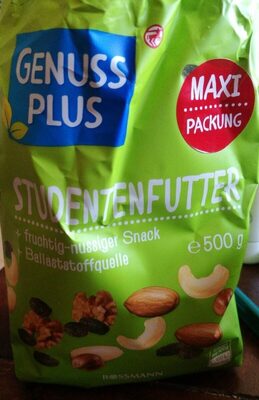 GENUSS
PLUS
MAXI
PACKUNG
STUDENTENFUTTER
+ fruchtig-nussiger Snack
+ Ballaststoffquelle
℮ 500 g
ROSSMANN